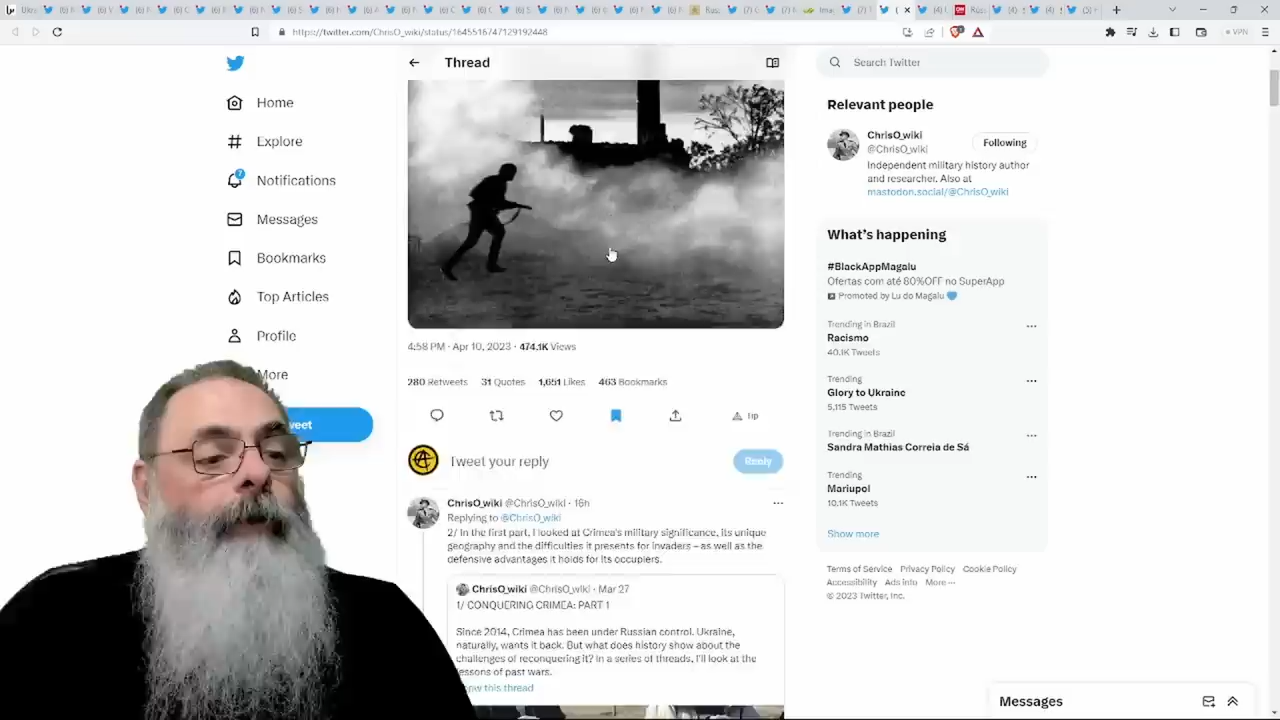 https://twitter.com/ChrisO_wiki/status/1645516747129192448
VPN
Home
Explore
7
Notifications
Messages
Bookmarks
Top Articles
Profile
More
weet
Thread
4:58 PM · Apr 10, 2023 · 474.1K Views
280 Retweets 31 Quotes 1,651 Likes 463 Bookmarks
Tip
Tweet your reply
Reply
ChrisO_wiki @ChrisO_wiki · 16h
Replying to @ChrisO_wiki
2/ In the first part, I looked at Crimea's military significance, its unique
geography and the difficulties it presents for invaders – as well as the
defensive advantages it holds for its occupiers.
ChrisO_wiki @ChrisO_wiki · Mar 27
1/ CONQUERING CRIMEA: PART 1
Since 2014, Crimea has been under Russian control. Ukraine,
naturally, wants it back. But what does history show about the
challenges of reconquering it? In a series of threads, I'll look at the
lessons of past wars.
how this thread
Search Twitter
Relevant people
ChrisO_wiki
@ChrisO_wiki
Following
Independent military history author
and researcher. Also at
mastodon.social/@ChrisO_wiki
What's happening
#BlackAppMagalu
Ofertas com até 80%OFF no SuperApp
Promoted by Lu do Magalu
Trending in Brazil
Racismo
40.1K Tweets
Trending
Glory to Ukraine
5,115 Tweets
Trending in Brazil
Sandra Mathias Correia de Sá
Trending
Mariupol
10.1K Tweets
Show more
Terms of Service Privacy Policy Cookie Policy
Accessibility Ads info More ···
© 2023 Twitter, Inc.
Messages